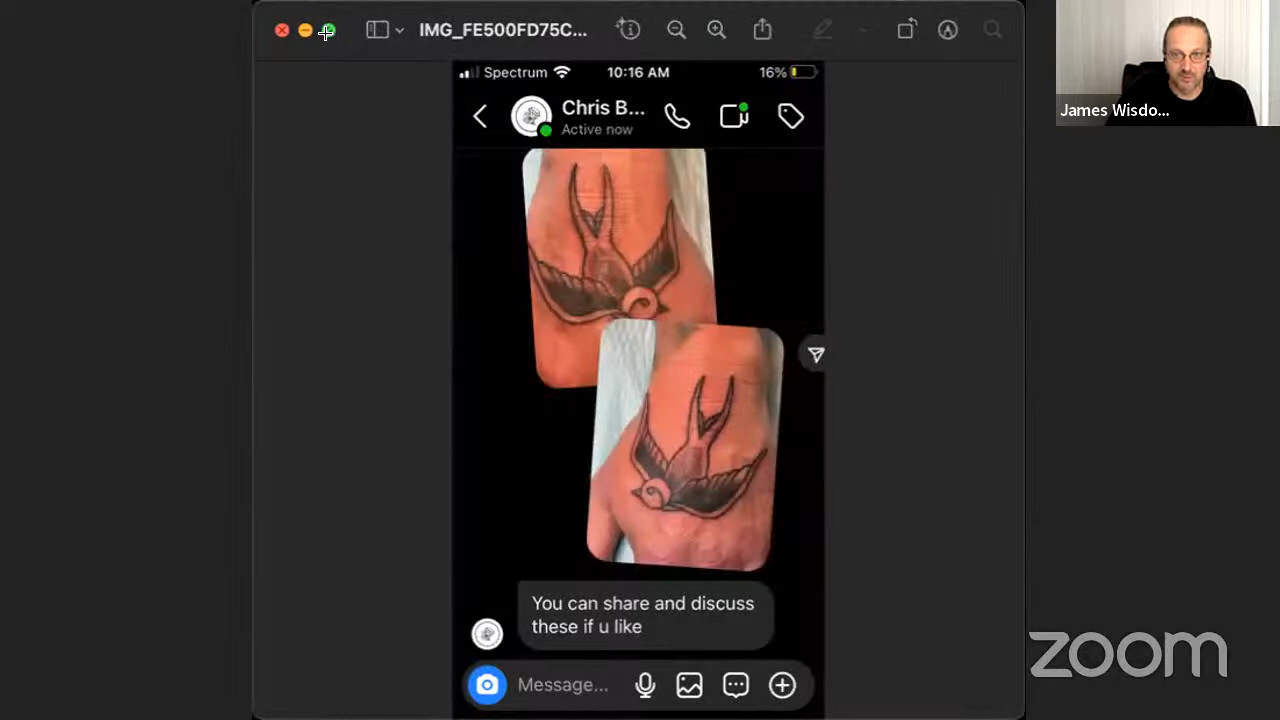 IMG_FE500FD75C...
Spectrum 10:16 AM 16%
Chris B...
Active now
James Wisdo...
You can share and discuss
these if u like
Message...
zoom